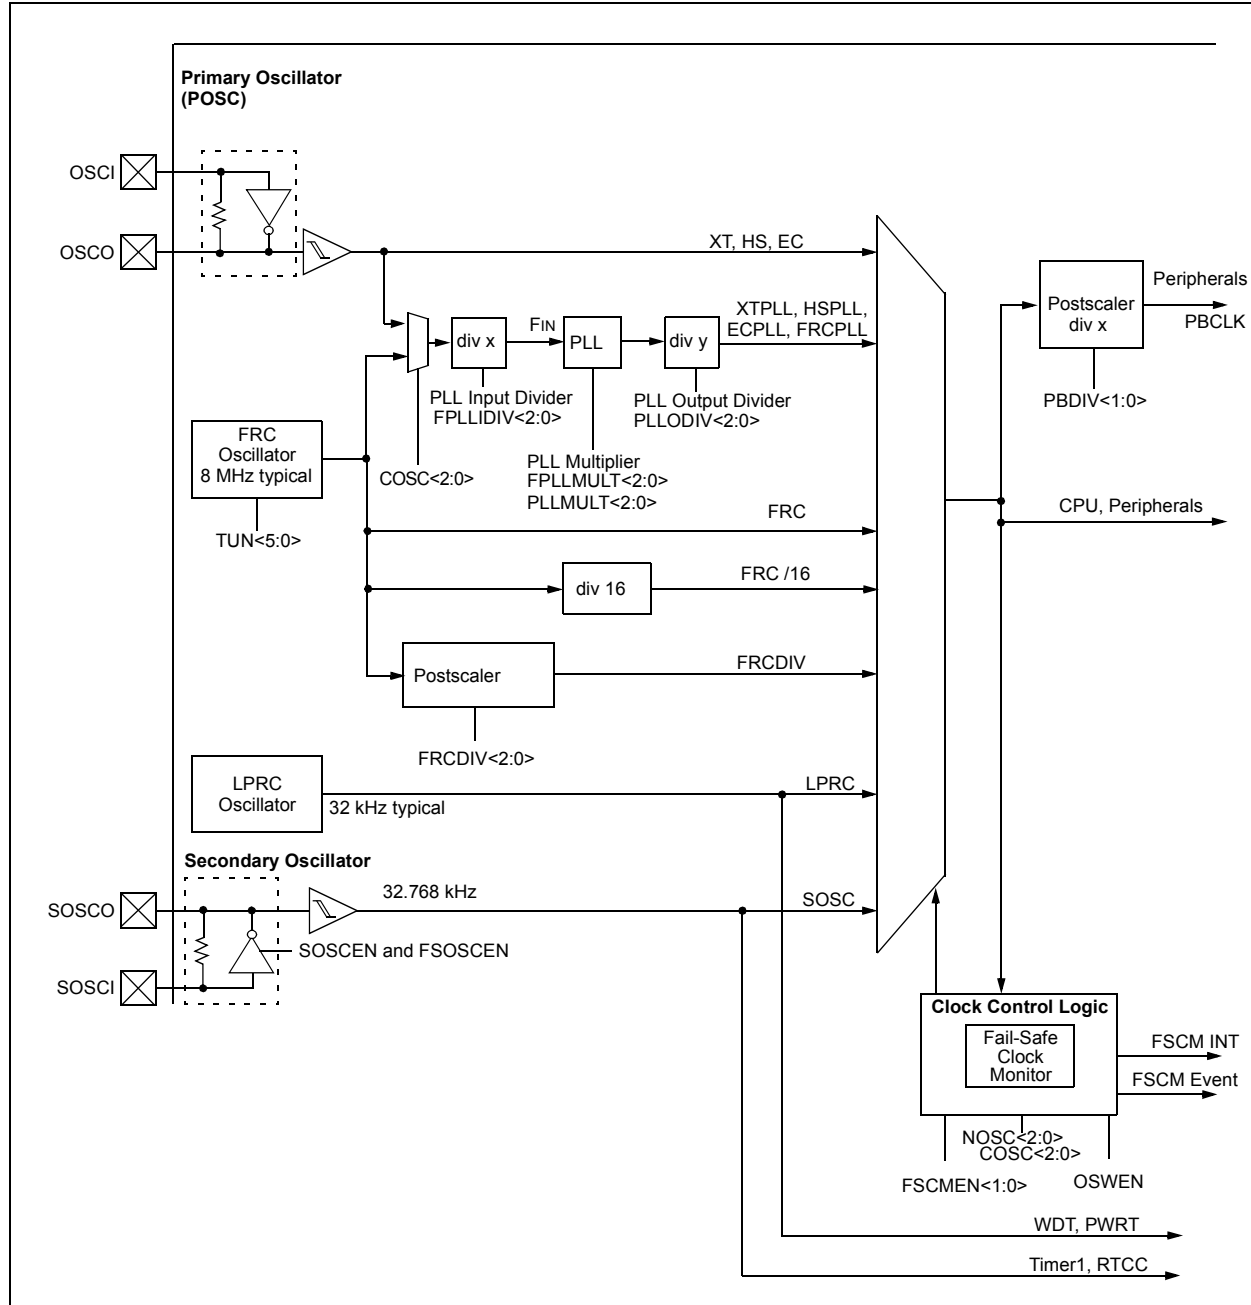 Primary Oscillator
(POSC)
OSCI
OSCO
XT, HS, EC
XTPLL, HSPLL,
ECPLL, FRCPLL
Peripherals
Postscaler
div x
PBCLK
PBDIV<1:0>
FIN
div x
PLL
div y
PLL Input Divider
FPLLIDIV<2:0>
PLL Output Divider
PLLODIV<2:0>
PLL Multiplier
FPLLMULT<2:0>
PLLMULT<2:0>
COSC<2:0>
FRC
Oscillator
8 MHz typical
TUN<5:0>
FRC
CPU, Peripherals
div 16
FRC /16
Postscaler
FRCDIV
FRCDIV<2:0>
LPRC
Oscillator
32 kHz typical
LPRC
Secondary Oscillator
SOSCO
32.768 kHz
SOSC
SOSCEN and FSOSCEN
SOSCI
Clock Control Logic
Fail-Safe
Clock
Monitor
FSCM INT
FSCM Event
NOSC<2:0>
COSC<2:0>
FSCMEN<1:0>
OSWEN
WDT, PWRT
Timer1, RTCC